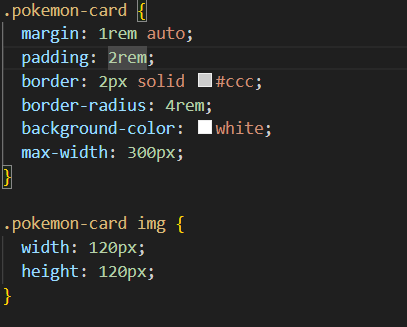 .pokemon-card {
margin: 1rem auto;
padding: 2rem;
border: 2px solid #ccc;
border-radius: 4rem;
background-color: white;
max-width: 300px;
}
.pokemon-card img {
width: 120px;
height: 120px;
}